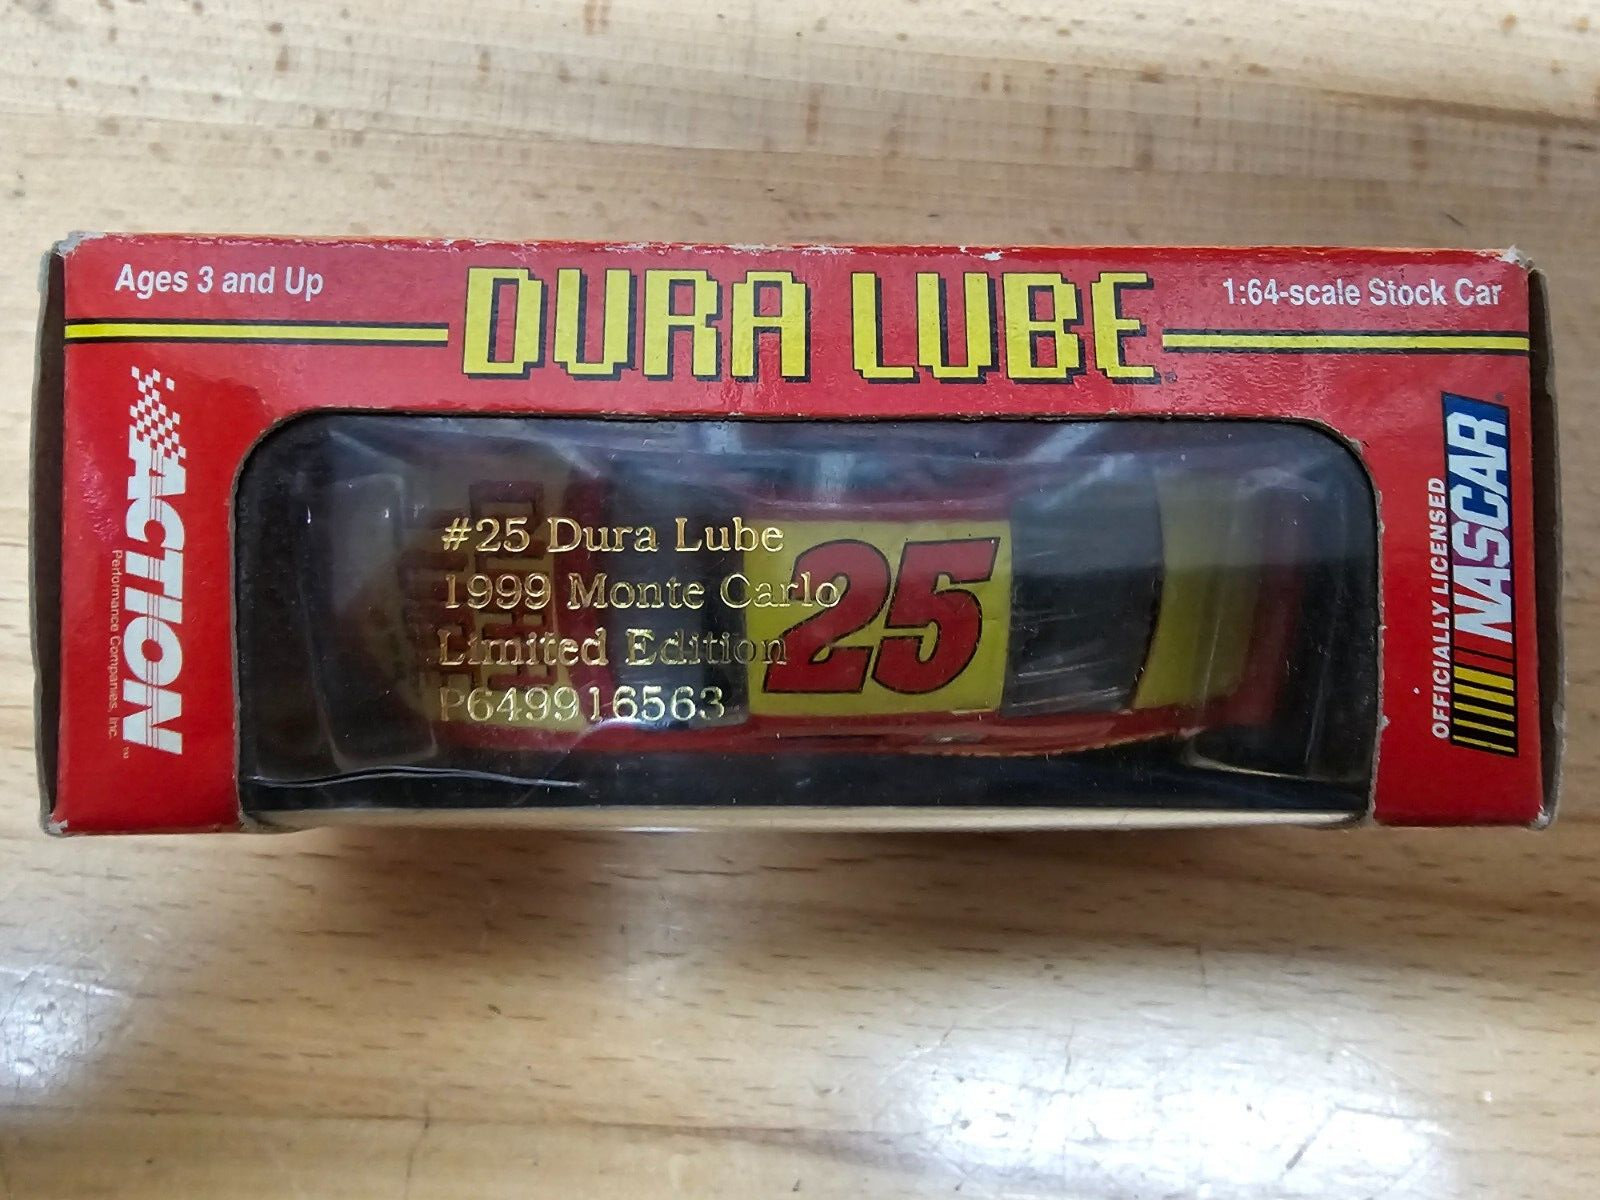 Ages 3 and Up
DURA LUBE
1:64-scale Stock Car
ACTION
Performance Companies, Inc. ™
OFFICIALLY LICENSED
NASCAR
#25 Dura Lube
1999 Monte Carlo
Limited Edition
P649916563
25